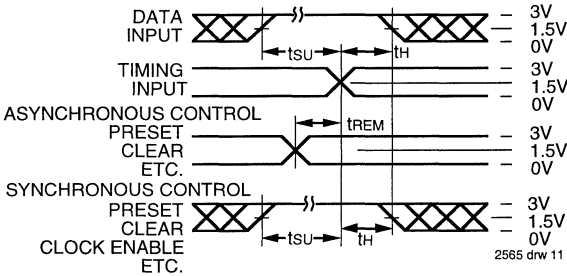 DATA
INPUT
tSU
tH
3V
1.5V
0V
TIMING
INPUT
3V
1.5V
0V
ASYNCHRONOUS CONTROL
PRESET
CLEAR
ETC.
tREM
3V
1.5V
0V
SYNCHRONOUS CONTROL
PRESET
CLEAR
CLOCK ENABLE
ETC.
tSU
tH
3V
1.5V
0V
2565 drw 11